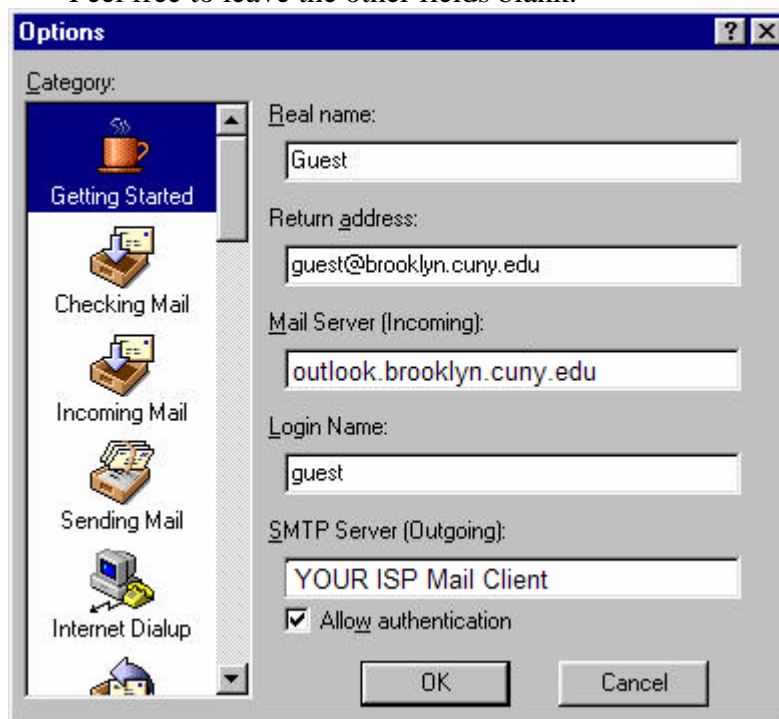 Feel free to leave the other fields blank.
Options
Category:
Getting Started
Checking Mail
Incoming Mail
Sending Mail
Internet Dialup
Real name:
Guest
Return address:
guest@brooklyn.cuny.edu
Mail Server (Incoming):
outlook.brooklyn.cuny.edu
Login Name:
guest
SMTP Server (Outgoing):
YOUR ISP Mail Client
Allow authentication
OK
Cancel